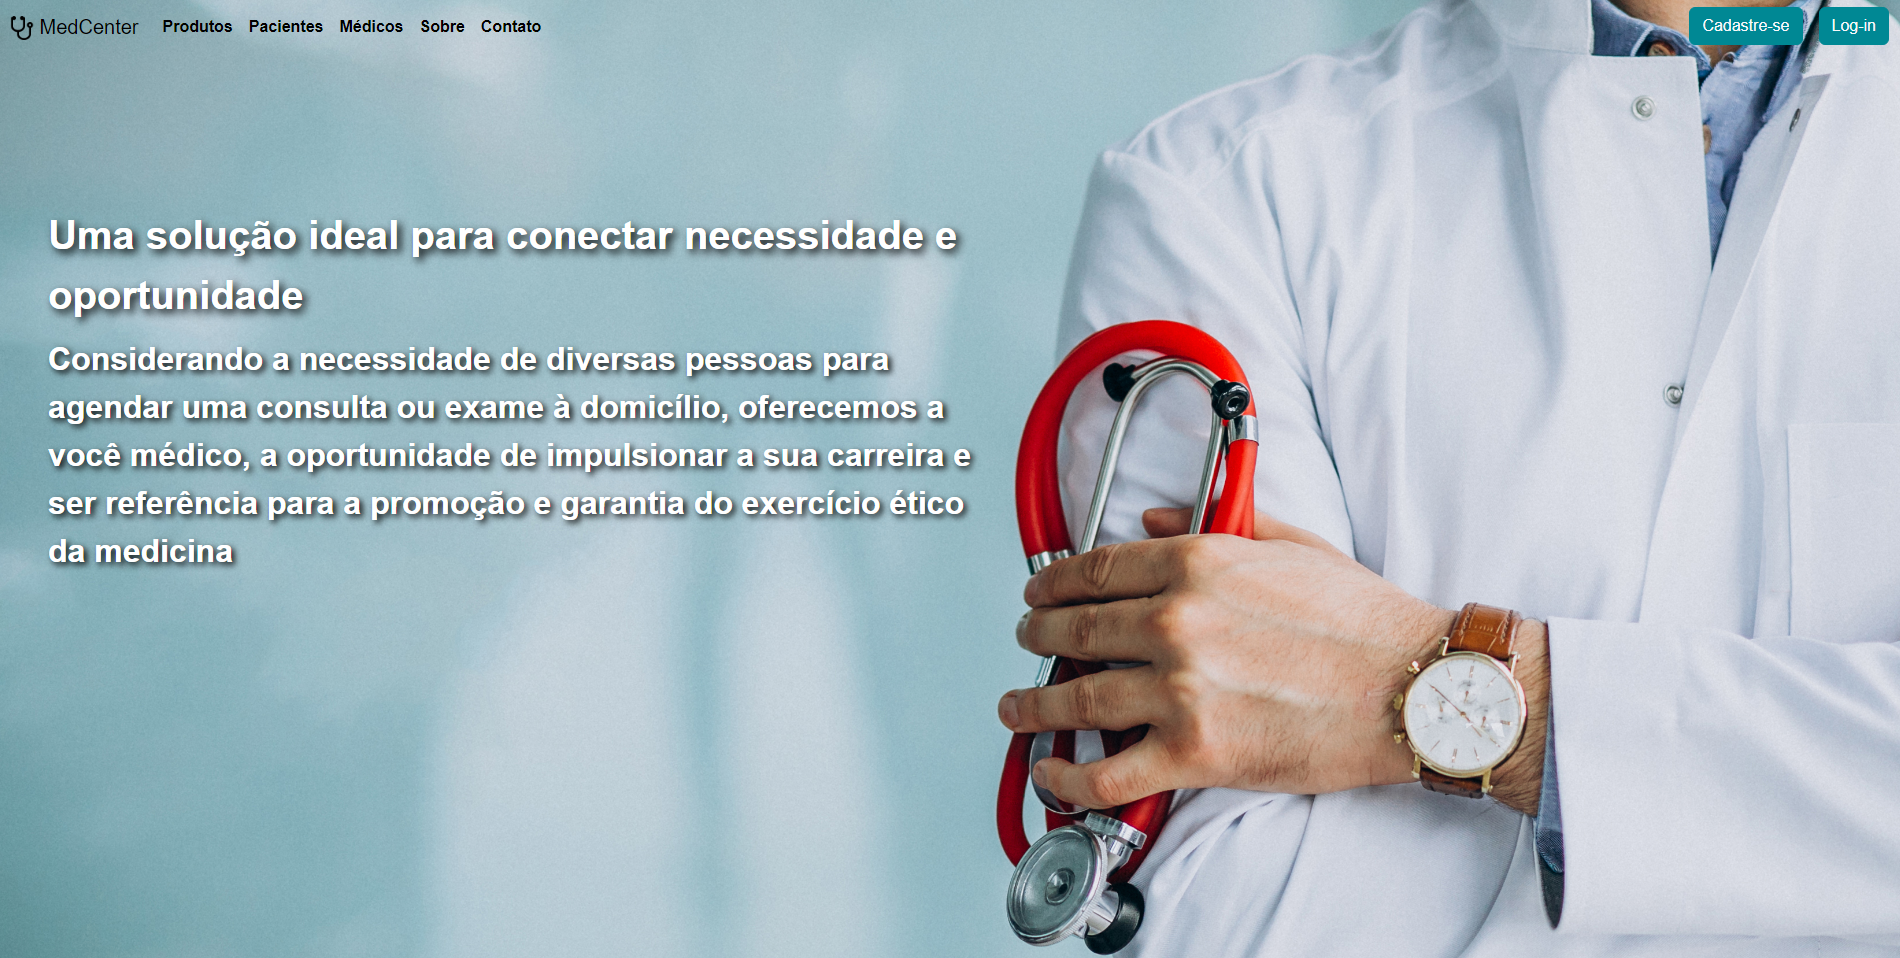 MedCenter Produtos Pacientes Médicos Sobre Contato Cadastre-se Log-in
Uma solução ideal para conectar necessidade e
oportunidade
Considerando a necessidade de diversas pessoas para
agendar uma consulta ou exame à domicílio, oferecemos a
você médico, a oportunidade de impulsionar a sua carreira e
ser referência para a promoção e garantia do exercício ético
da medicina